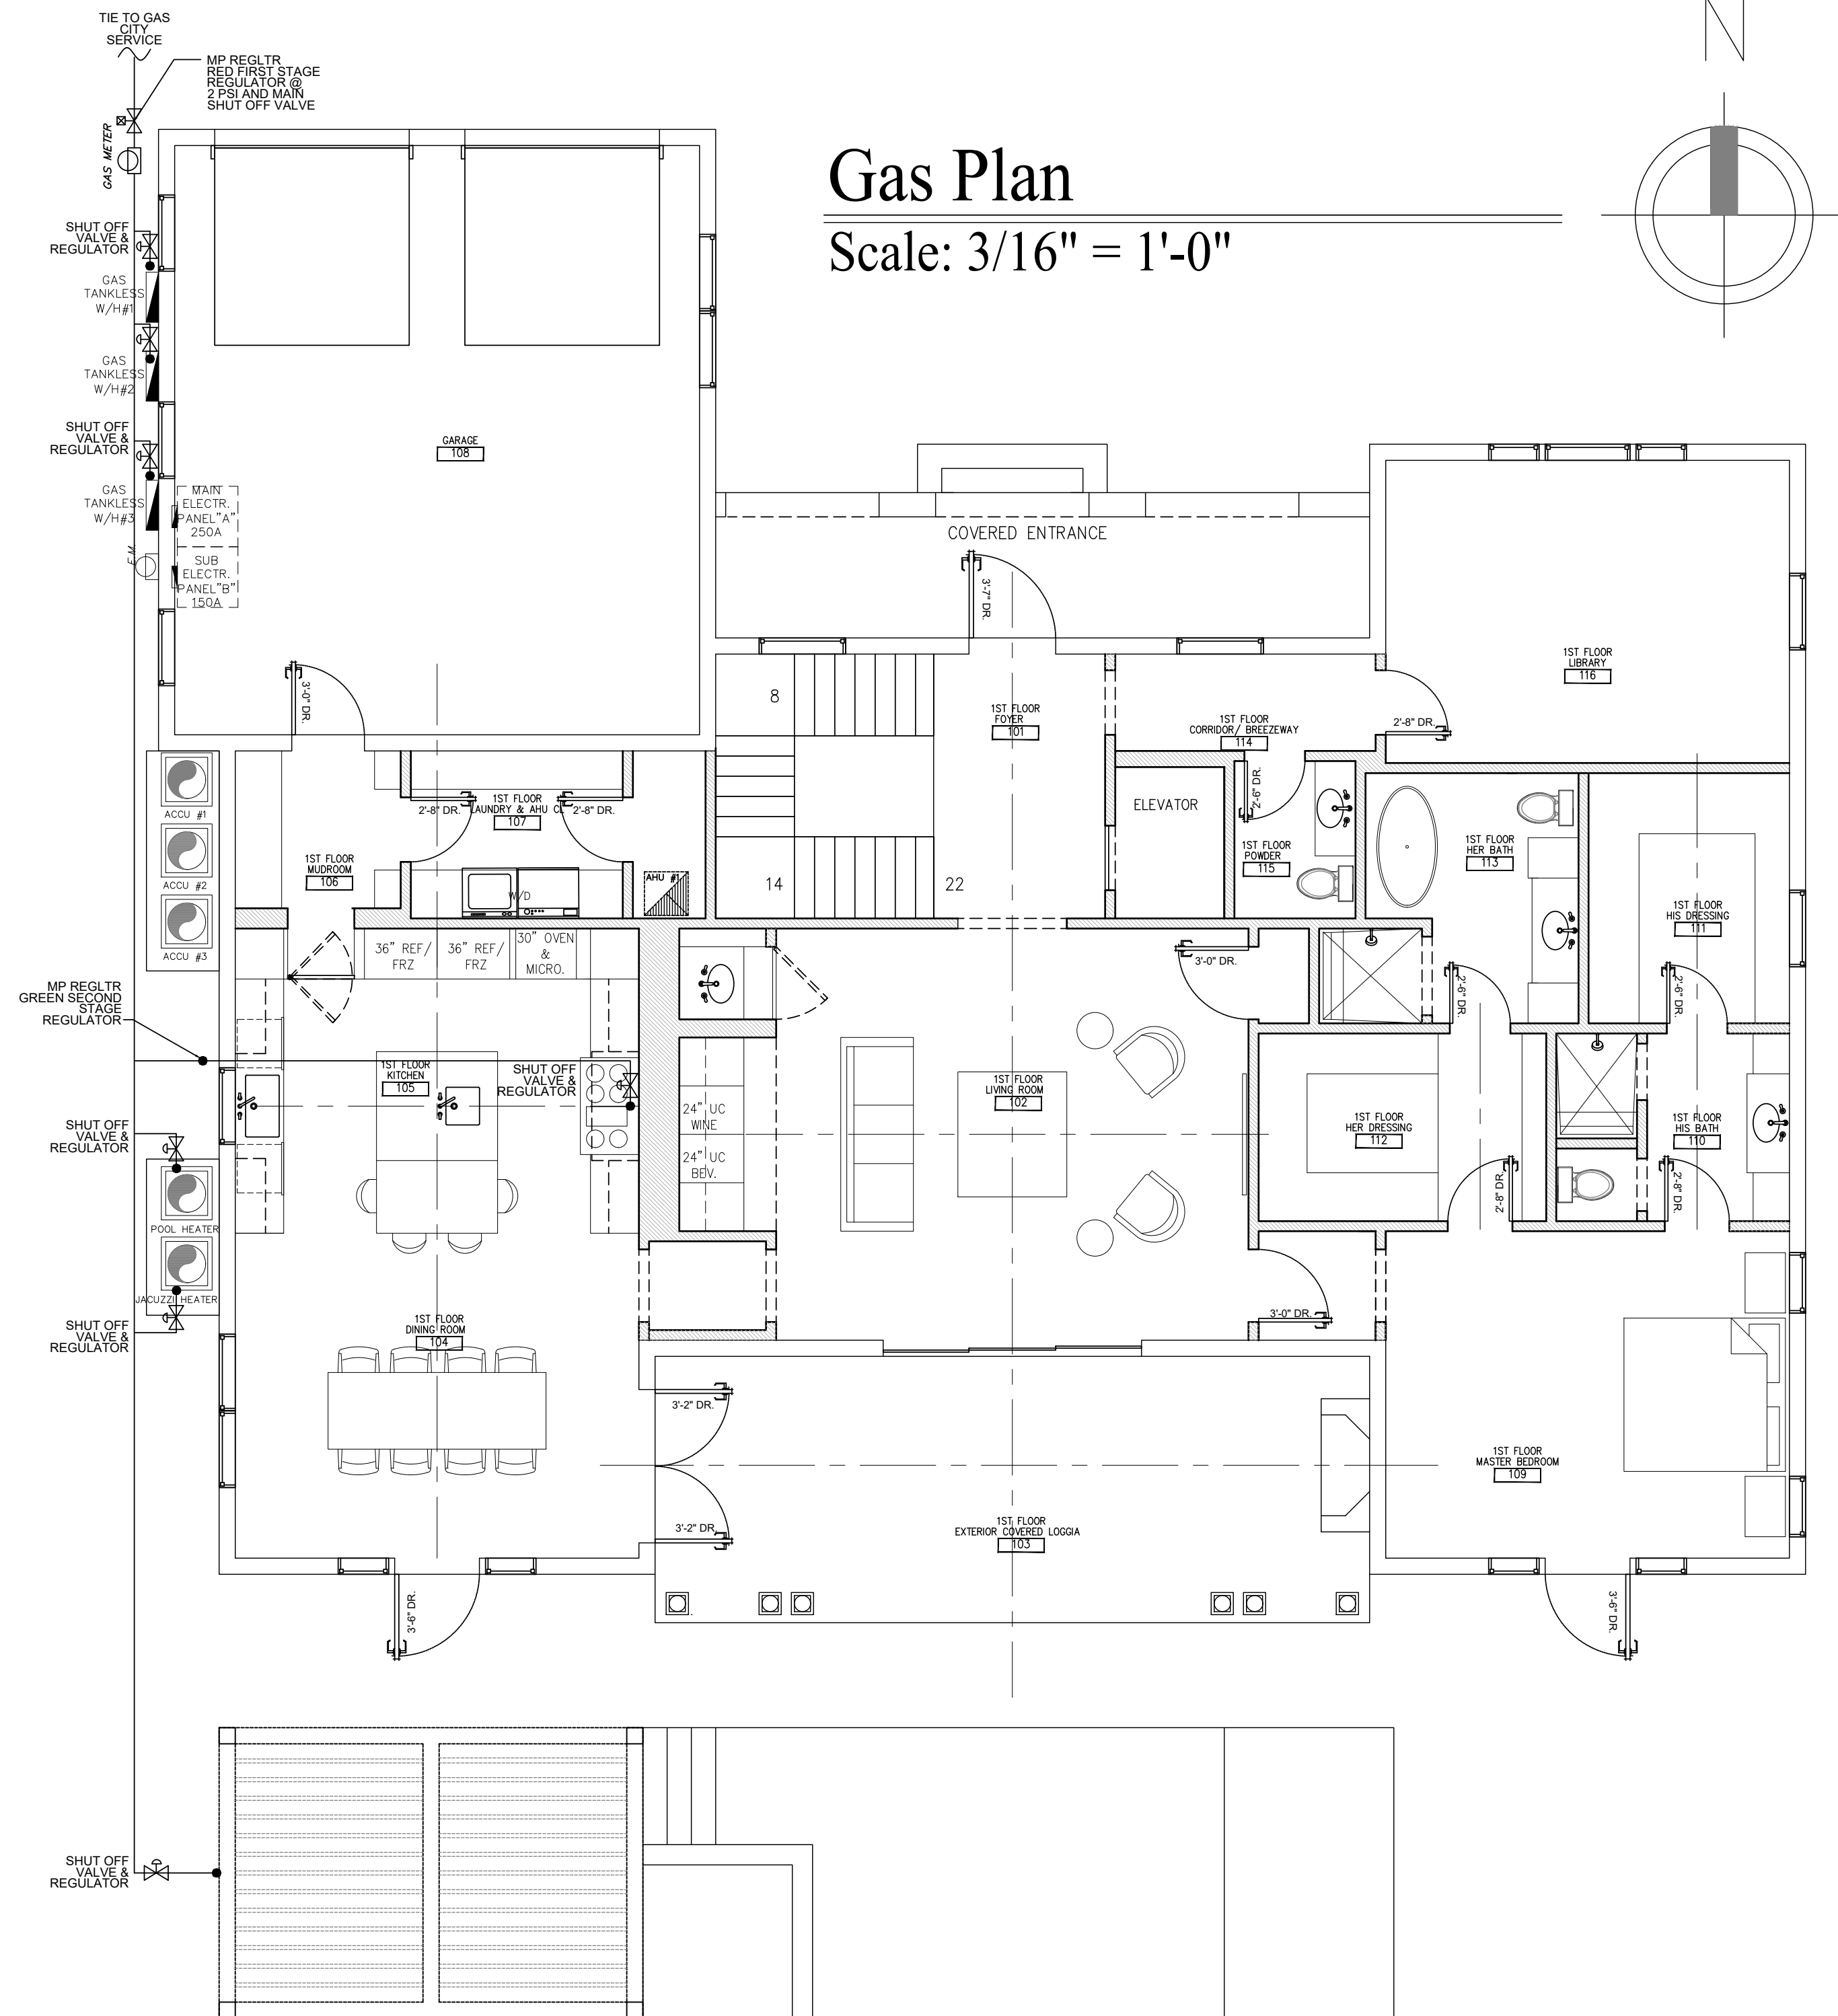 TIE TO GAS
CITY
SERVICE
MP REGLTR
RED FIRST STAGE
REGULATOR @
2 PSI AND MAIN
SHUT OFF VALVE
GAS METER
N
Gas Plan
Scale: 3/16" = 1'-0"
SHUT OFF
VALVE &
REGULATOR
GAS
TANKLESS
W/H#1
GAS
TANKLESS
W/H#2
SHUT OFF
VALVE &
REGULATOR
GAS
TANKLESS
W/H#3
E.M.
MAIN
ELECTR.
PANEL"A"
250A
SUB
ELECTR.
PANEL"B"
150A
GARAGE
108
COVERED ENTRANCE
3'-7" DR.
3'-0" DR.
8
14
22
1ST FLOOR
FOYER
101
1ST FLOOR
CORRIDOR/ BREEZEWAY
114
1ST FLOOR
LIBRARY
116
2'-8" DR.
ACCU #1
ACCU #2
ACCU #3
1ST FLOOR
MUDROOM
106
2'-8" DR.
1ST FLOOR
LAUNDRY & AHU CL
107
2'-8" DR.
W/D
AHU #1
ELEVATOR
2'-6" DR.
1ST FLOOR
POWDER
115
1ST FLOOR
HER BATH
113
1ST FLOOR
HIS DRESSING
111
36" REF/
FRZ
36" REF/
FRZ
30" OVEN
&
MICRO.
3'-0" DR.
2'-6" DR.
2'-6" DR.
MP REGLTR
GREEN SECOND
STAGE
REGULATOR
1ST FLOOR
KITCHEN
105
SHUT OFF
VALVE &
REGULATOR
24" UC
WINE
24" UC
BEV.
1ST FLOOR
LIVING ROOM
102
1ST FLOOR
HER DRESSING
112
1ST FLOOR
HIS BATH
110
2'-8" DR.
2'-8" DR.
SHUT OFF
VALVE &
REGULATOR
POOL HEATER
JACUZZI HEATER
SHUT OFF
VALVE &
REGULATOR
1ST FLOOR
DINING ROOM
104
3'-0" DR.
3'-2" DR.
3'-2" DR.
1ST FLOOR
EXTERIOR COVERED LOGGIA
103
1ST FLOOR
MASTER BEDROOM
109
3'-6" DR.
3'-6" DR.
SHUT OFF
VALVE &
REGULATOR